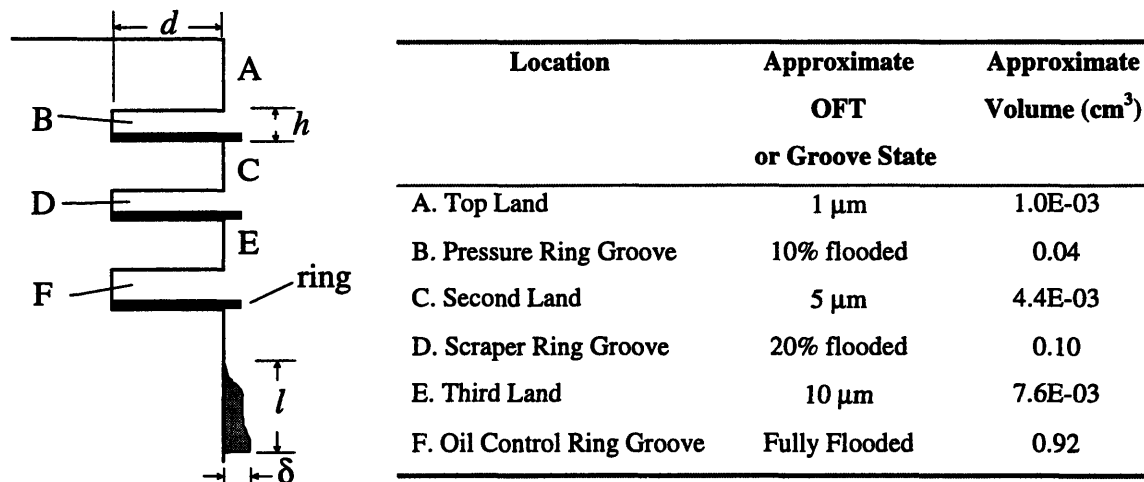 d
A
B
h
C
D
E
F
ring
l
δ
Location Approximate Approximate
OFT Volume (cm³)
or Groove State
A. Top Land 1 μm 1.0E-03
B. Pressure Ring Groove 10% flooded 0.04
C. Second Land 5 μm 4.4E-03
D. Scraper Ring Groove 20% flooded 0.10
E. Third Land 10 μm 7.6E-03
F. Oil Control Ring Groove Fully Flooded 0.92